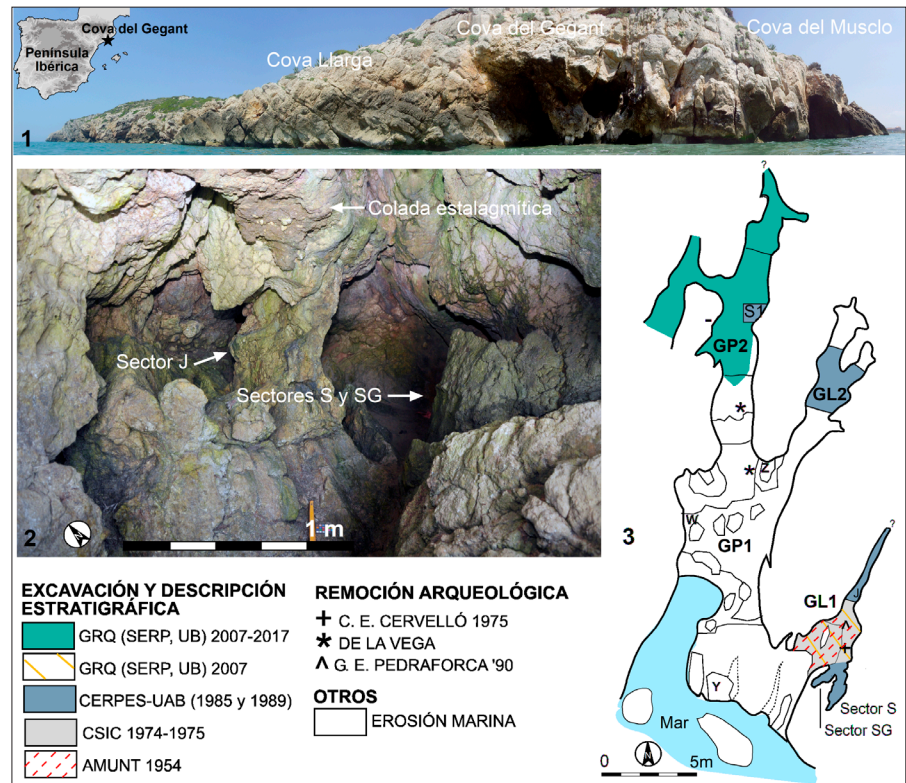 Cova del Gegant
Península
Ibérica
Cova Llarga
Cova del Gegant
Cova del Musclo
1
Colada estalagmítica
Sector J
Sectores S y SG
1 m
2
?
S1
GP2
GL2
*
* Z
W
GP1
3
?
GL1
J
^
+
Y
Sector S
Sector SG
Mar
0 5m
EXCAVACIÓN Y DESCRIPCIÓN
ESTRATIGRÁFICA
GRQ (SERP, UB) 2007-2017
GRQ (SERP, UB) 2007
CERPES-UAB (1985 y 1989)
CSIC 1974-1975
AMUNT 1954
REMOCIÓN ARQUEOLÓGICA
+ C. E. CERVELLÓ 1975
* DE LA VEGA
^ G. E. PEDRAFORCA '90
OTROS
EROSIÓN MARINA